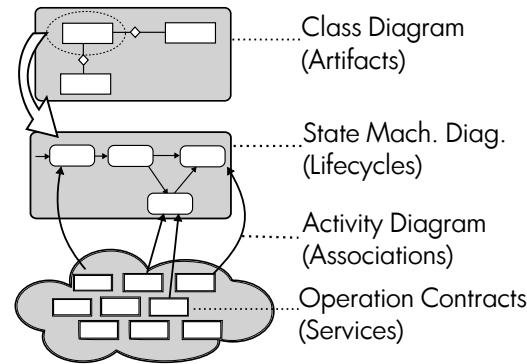 Class Diagram
(Artifacts)
State Mach. Diag.
(Lifecycles)
Activity Diagram
(Associations)
Operation Contracts
(Services)